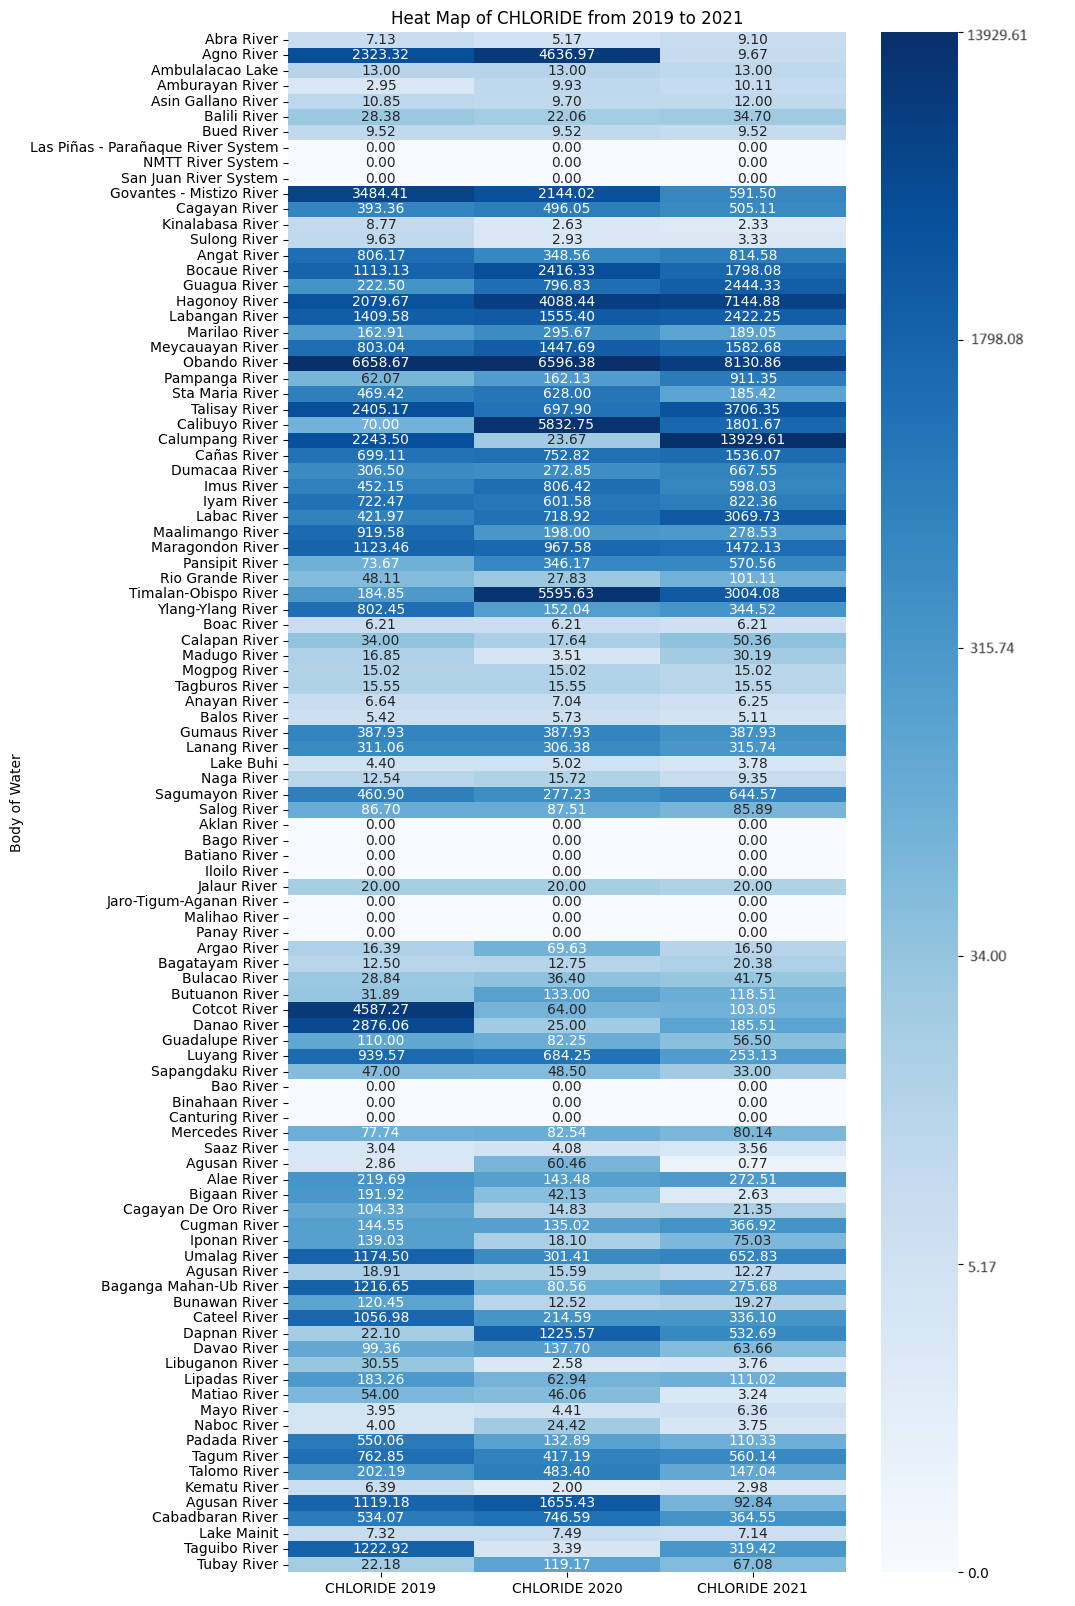 Heat Map of CHLORIDE from 2019 to 2021
Body of Water
Abra River 7.13 5.17 9.10
Agno River 2323.32 4636.97 9.67
Ambulalacao Lake 13.00 13.00 13.00
Amburayan River 2.95 9.93 10.11
Asin Gallano River 10.85 9.70 12.00
Balili River 28.38 22.06 34.70
Bued River 9.52 9.52 9.52
Las Piñas - Parañaque River System 0.00 0.00 0.00
NMTT River System 0.00 0.00 0.00
San Juan River System 0.00 0.00 0.00
Govantes - Mistizo River 3484.41 2144.02 591.50
Cagayan River 393.36 496.05 505.11
Kinalabasa River 8.77 2.63 2.33
Sulong River 9.63 2.93 3.33
Angat River 806.17 348.56 814.58
Bocaue River 1113.13 2416.33 1798.08
Guagua River 222.50 796.83 2444.33
Hagonoy River 2079.67 4088.44 7144.88
Labangan River 1409.58 1555.40 2422.25
Marilao River 162.91 295.67 189.05
Meycauayan River 803.04 1447.69 1582.68
Obando River 6658.67 6596.38 8130.86
Pampanga River 62.07 162.13 911.35
Sta Maria River 469.42 628.00 185.42
Talisay River 2405.17 697.90 3706.35
Calibuyo River 70.00 5832.75 1801.67
Calumpang River 2243.50 23.67 13929.61
Cañas River 699.11 752.82 1536.07
Dumacaa River 306.50 272.85 667.55
Imus River 452.15 806.42 598.03
Iyam River 722.47 601.58 822.36
Labac River 421.97 718.92 3069.73
Maalimango River 919.58 198.00 278.53
Maragondon River 1123.46 967.58 1472.13
Pansipit River 73.67 346.17 570.56
Rio Grande River 48.11 27.83 101.11
Timalan-Obispo River 184.85 5595.63 3004.08
Ylang-Ylang River 802.45 152.04 344.52
Boac River 6.21 6.21 6.21
Calapan River 34.00 17.64 50.36
Madugo River 16.85 3.51 30.19
Mogpog River 15.02 15.02 15.02
Tagburos River 15.55 15.55 15.55
Anayan River 6.64 7.04 6.25
Balos River 5.42 5.73 5.11
Gumaus River 387.93 387.93 387.93
Lanang River 311.06 306.38 315.74
Lake Buhi 4.40 5.02 3.78
Naga River 12.54 15.72 9.35
Sagumayon River 460.90 277.23 644.57
Salog River 86.70 87.51 85.89
Aklan River 0.00 0.00 0.00
Bago River 0.00 0.00 0.00
Batiano River 0.00 0.00 0.00
Iloilo River 0.00 0.00 0.00
Jalaur River 20.00 20.00 20.00
Jaro-Tigum-Aganan River 0.00 0.00 0.00
Malihao River 0.00 0.00 0.00
Panay River 0.00 0.00 0.00
Argao River 16.39 69.63 16.50
Bagatayam River 12.50 12.75 20.38
Bulacao River 28.84 36.40 41.75
Butuanon River 31.89 133.00 118.51
Cotcot River 4587.27 64.00 103.05
Danao River 2876.06 25.00 185.51
Guadalupe River 110.00 82.25 56.50
Luyang River 939.57 684.25 253.13
Sapangdaku River 47.00 48.50 33.00
Bao River 0.00 0.00 0.00
Binahaan River 0.00 0.00 0.00
Canturing River 0.00 0.00 0.00
Mercedes River 77.74 82.54 80.14
Saaz River 3.04 4.08 3.56
Agusan River 2.86 60.46 0.77
Alae River 219.69 143.48 272.51
Bigaan River 191.92 42.13 2.63
Cagayan De Oro River 104.33 14.83 21.35
Cugman River 144.55 135.02 366.92
Iponan River 139.03 18.10 75.03
Umalag River 1174.50 301.41 652.83
Agusan River 18.91 15.59 12.27
Baganga Mahan-Ub River 1216.65 80.56 275.68
Bunawan River 120.45 12.52 19.27
Cateel River 1056.98 214.59 336.10
Dapnan River 22.10 1225.57 532.69
Davao River 99.36 137.70 63.66
Libuganon River 30.55 2.58 3.76
Lipadas River 183.26 62.94 111.02
Matiao River 54.00 46.06 3.24
Mayo River 3.95 4.41 6.36
Naboc River 4.00 24.42 3.75
Padada River 550.06 132.89 110.33
Tagum River 762.85 417.19 560.14
Talomo River 202.19 483.40 147.04
Kematu River 6.39 2.00 2.98
Agusan River 1119.18 1655.43 92.84
Cabadbaran River 534.07 746.59 364.55
Lake Mainit 7.32 7.49 7.14
Taguibo River 1222.92 3.39 319.42
Tubay River 22.18 119.17 67.08
CHLORIDE 2019 CHLORIDE 2020 CHLORIDE 2021
13929.61
1798.08
315.74
34.00
5.17
0.0